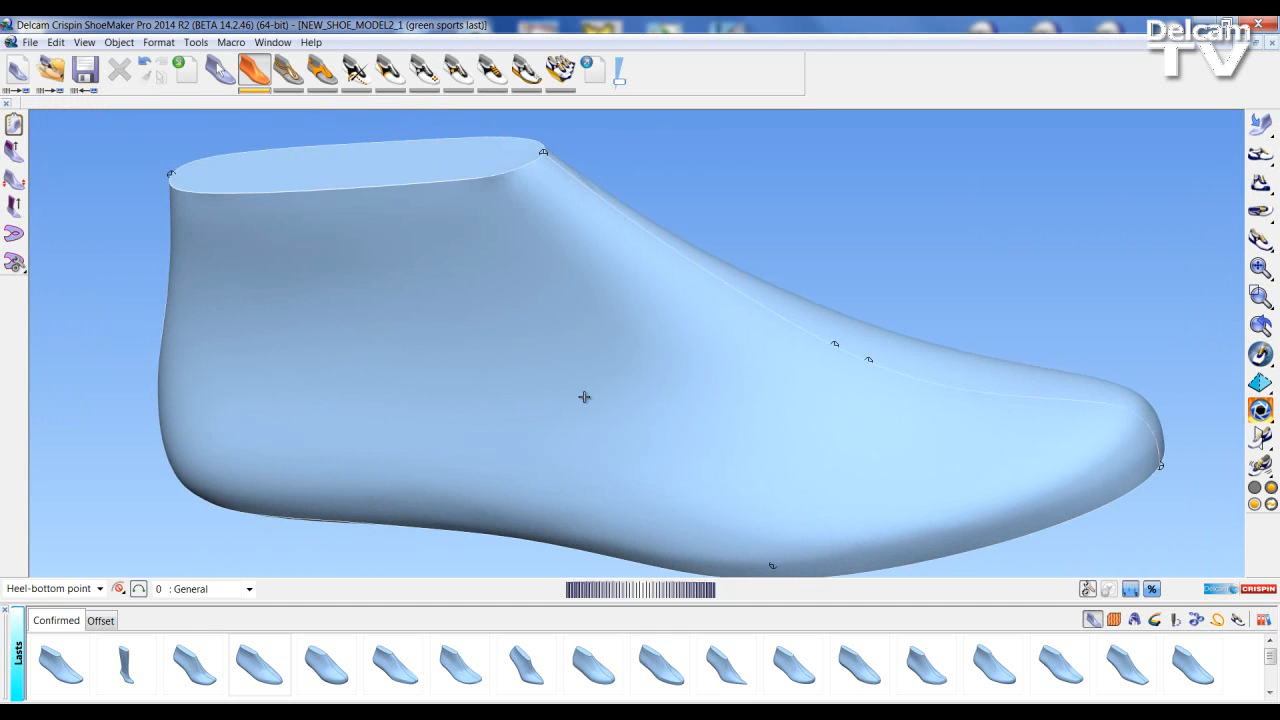 Delcam Crispin ShoeMaker Pro 2014 R2 (BETA 14.2.46) (64-bit) - [NEW_SHOE_MODEL2_1 (green sports last)]
Delcam
TV
File Edit View Object Format Tools Macro Window Help
Heel-bottom point 0 : General % Delcam CRISPIN
Confirmed Offset
Lasts